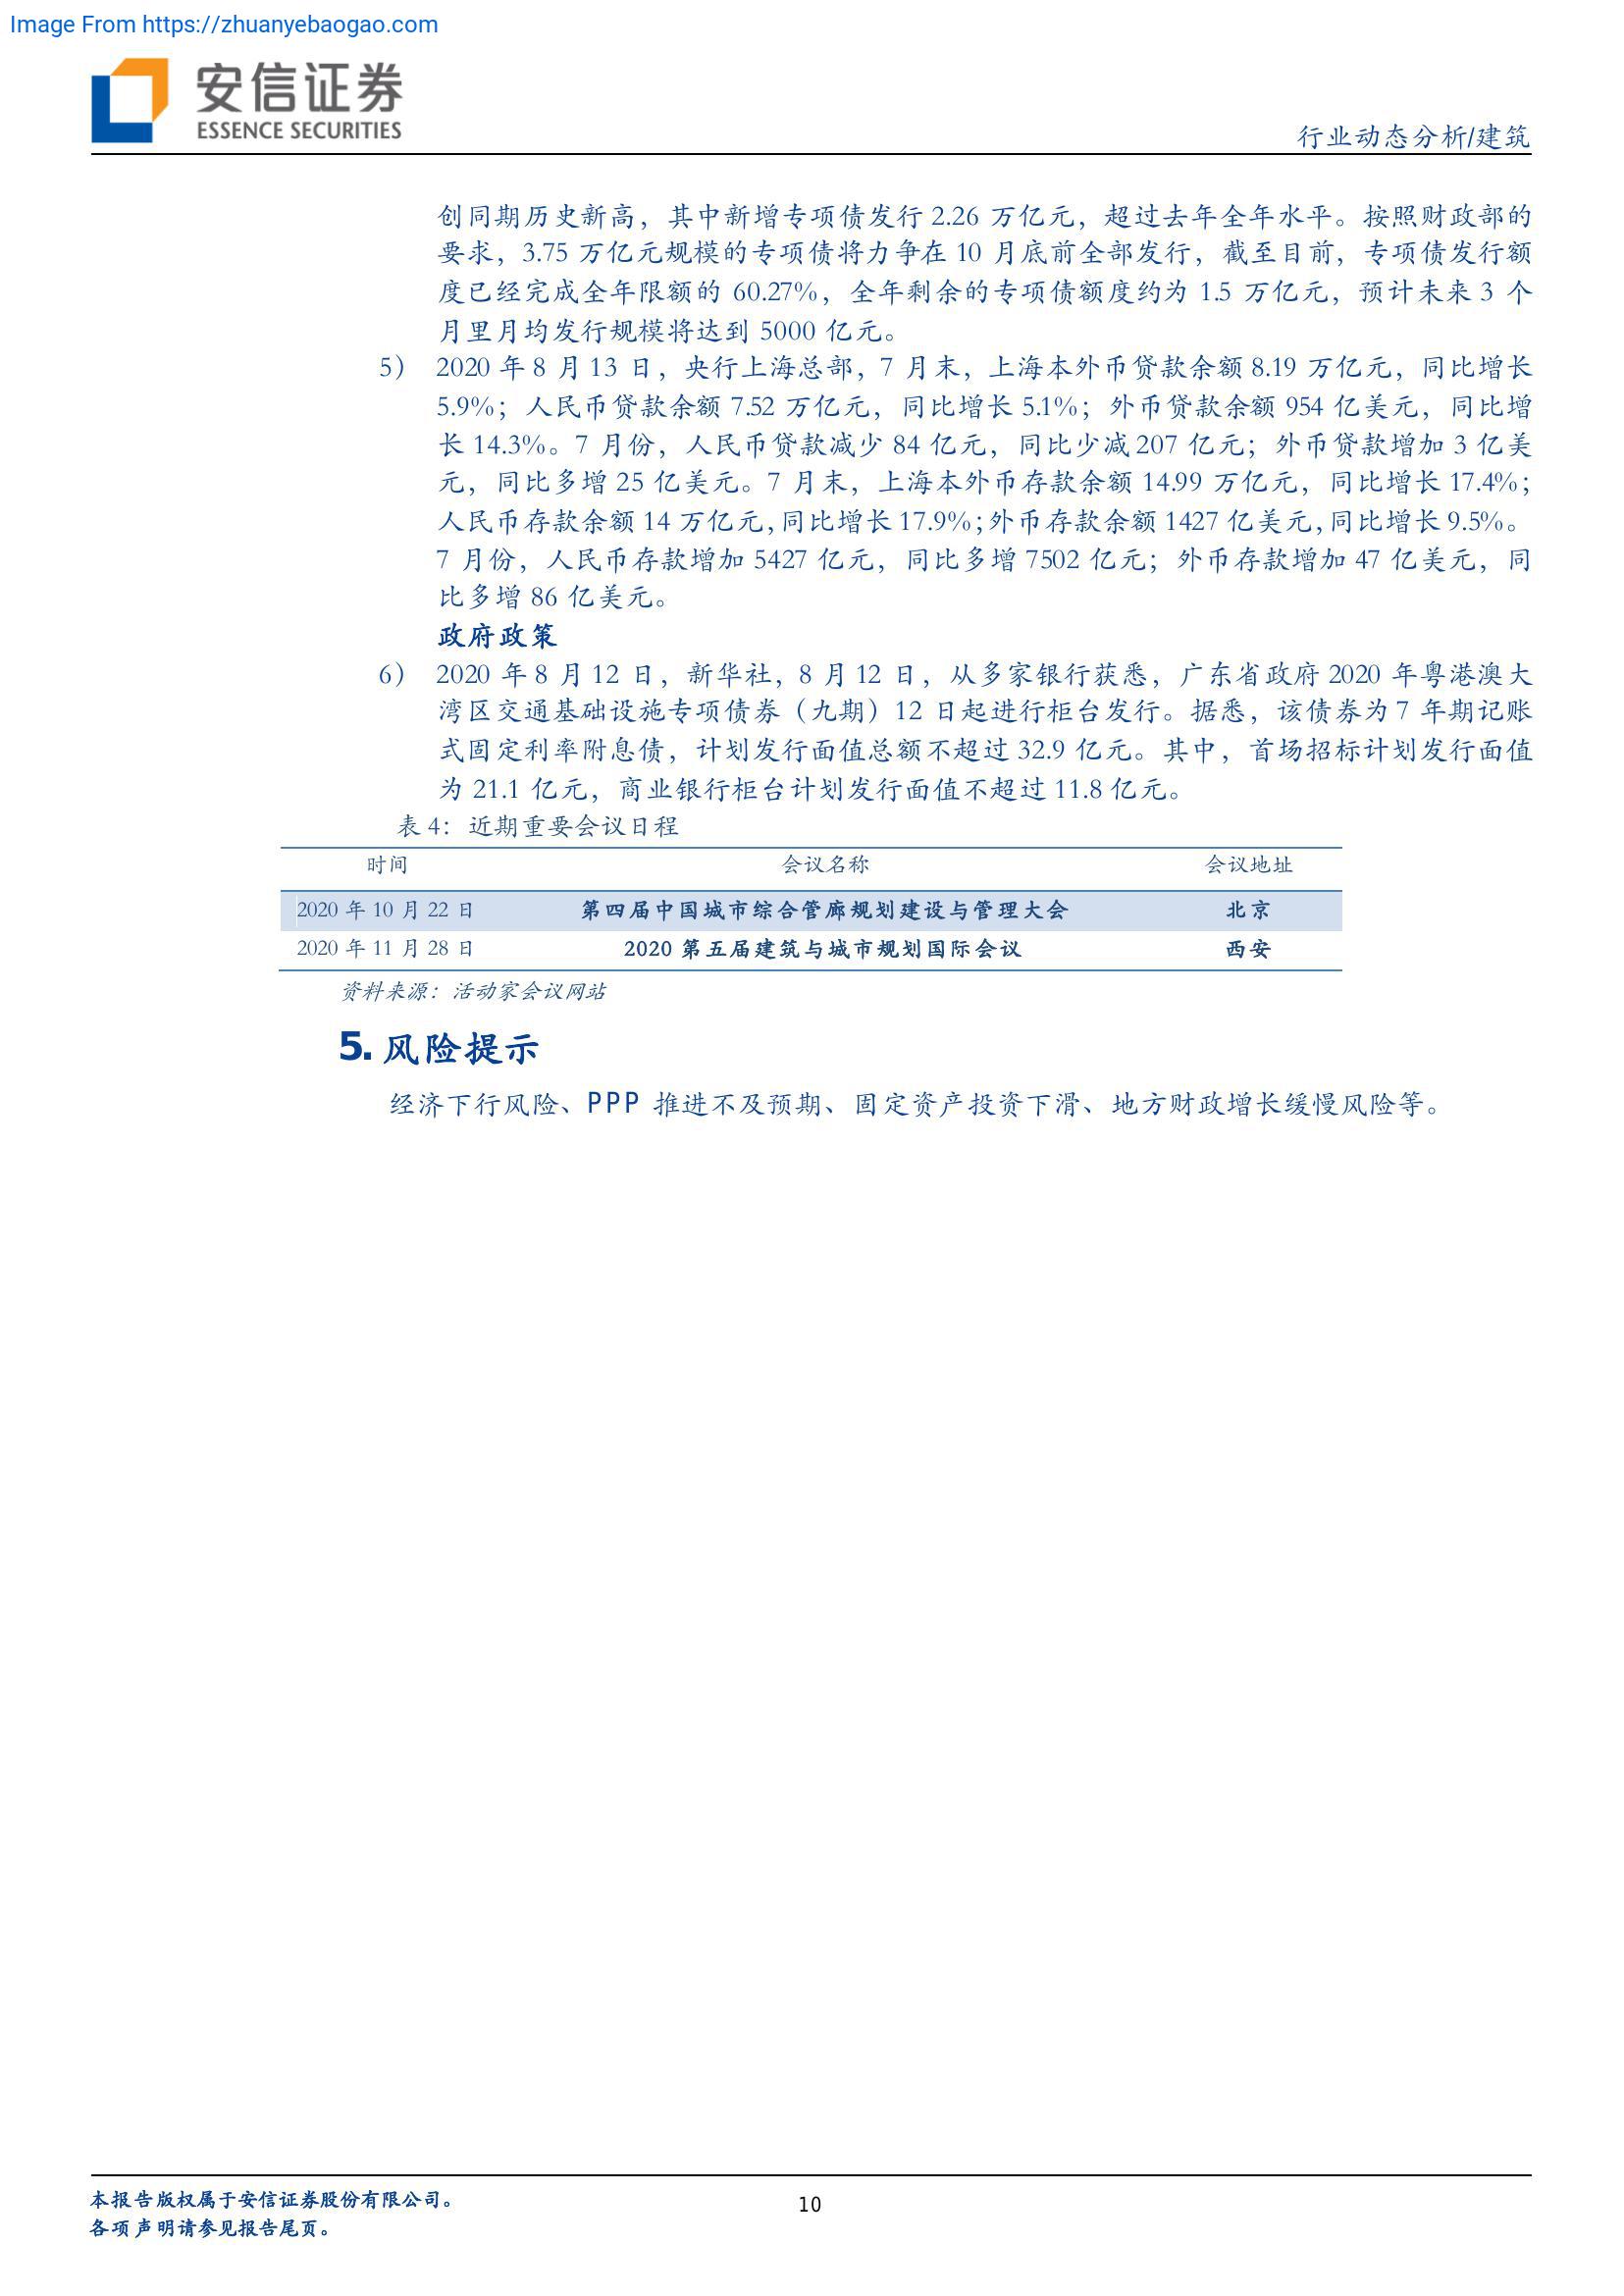 Image From https://zhuanyebaogao.com
安信证券
ESSENCE SECURITIES
行业动态分析/建筑
创同期历史新高，其中新增专项债发行 2.26 万亿元，超过去年全年水平。按照财政部的
要求，3.75 万亿元规模的专项债将力争在 10 月底前全部发行，截至目前，专项债发行额
度已经完成全年限额的 60.27%，全年剩余的专项债额度约为 1.5 万亿元，预计未来 3 个
月里月均发行规模将达到 5000 亿元。
5） 2020 年 8 月 13 日，央行上海总部，7 月末，上海本外币贷款余额 8.19 万亿元，同比增长
5.9%；人民币贷款余额 7.52 万亿元，同比增长 5.1%；外币贷款余额 954 亿美元，同比增
长 14.3%。7 月份，人民币贷款减少 84 亿元，同比少减 207 亿元；外币贷款增加 3 亿美
元，同比多增 25 亿美元。7 月末，上海本外币存款余额 14.99 万亿元，同比增长 17.4%；
人民币存款余额 14 万亿元，同比增长 17.9%；外币存款余额 1427 亿美元，同比增长 9.5%。
7 月份，人民币存款增加 5427 亿元，同比多增 7502 亿元；外币存款增加 47 亿美元，同
比多增 86 亿美元。
政府政策
6） 2020 年 8 月 12 日，新华社，8 月 12 日，从多家银行获悉，广东省政府 2020 年粤港澳大
湾区交通基础设施专项债券（九期）12 日起进行柜台发行。据悉，该债券为 7 年期记账
式固定利率附息债，计划发行面值总额不超过 32.9 亿元。其中，首场招标计划发行面值
为 21.1 亿元，商业银行柜台计划发行面值不超过 11.8 亿元。
表 4：近期重要会议日程
时间 会议名称 会议地址
2020 年 10 月 22 日 第四届中国城市综合管廊规划建设与管理大会 北京
2020 年 11 月 28 日 2020 第五届建筑与城市规划国际会议 西安
资料来源：活动家会议网站
5. 风险提示
经济下行风险、PPP 推进不及预期、固定资产投资下滑、地方财政增长缓慢风险等。
本报告版权属于安信证券股份有限公司。
10
各项声明请参见报告尾页。